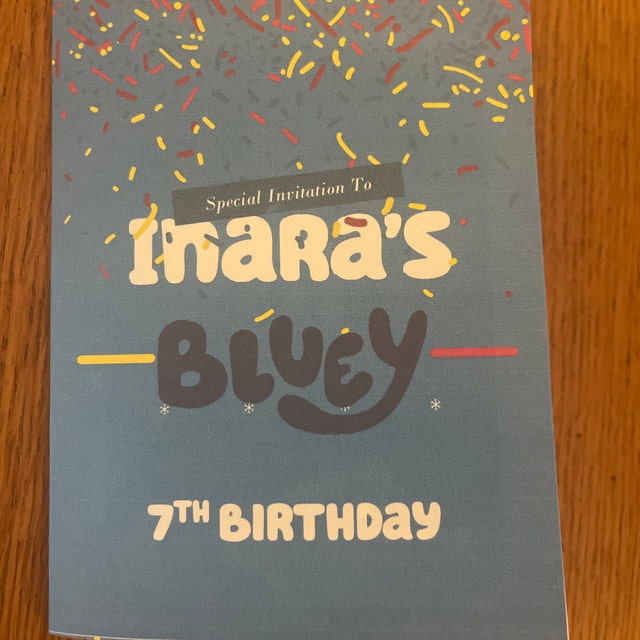 Special Invitation To
Inara's
BLUEY
7TH BIRTHDAY